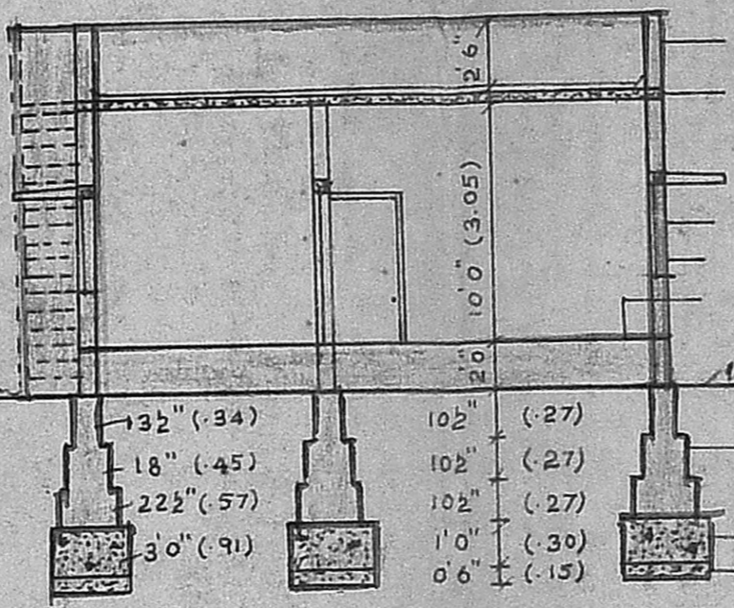 2'6"
10'0" (3.05)
2'0"
13½" (.34) 10½" (.27)
18" (.45) 10½" (.27)
22½" (.57) 10½" (.27)
3'0" (.91) 1'0" (.30)
0'6" (.15)